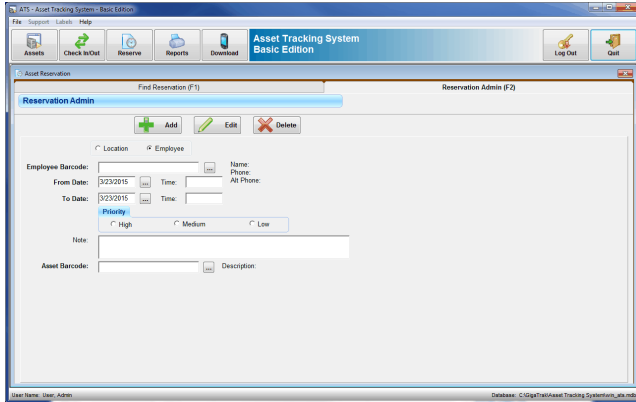 ATS - Asset Tracking System - Basic Edition
File Support Labels Help
Assets Check In/Out Reserve Reports Download Asset Tracking System Basic Edition Log Out Quit
Asset Reservation
Find Reservation (F1) Reservation Admin (F2)
Reservation Admin
Add Edit Delete
Location Employee
Employee Barcode: ... Name:
Phone:
From Date: 3/23/2015 ... Time: Alt Phone:
To Date: 3/23/2015 ... Time:
Priority
High Medium Low
Note:
Asset Barcode: ... Description:
User Name: User, Admin Database: C:\GigaTrak\Asset Tracking System\win_ats.mdb